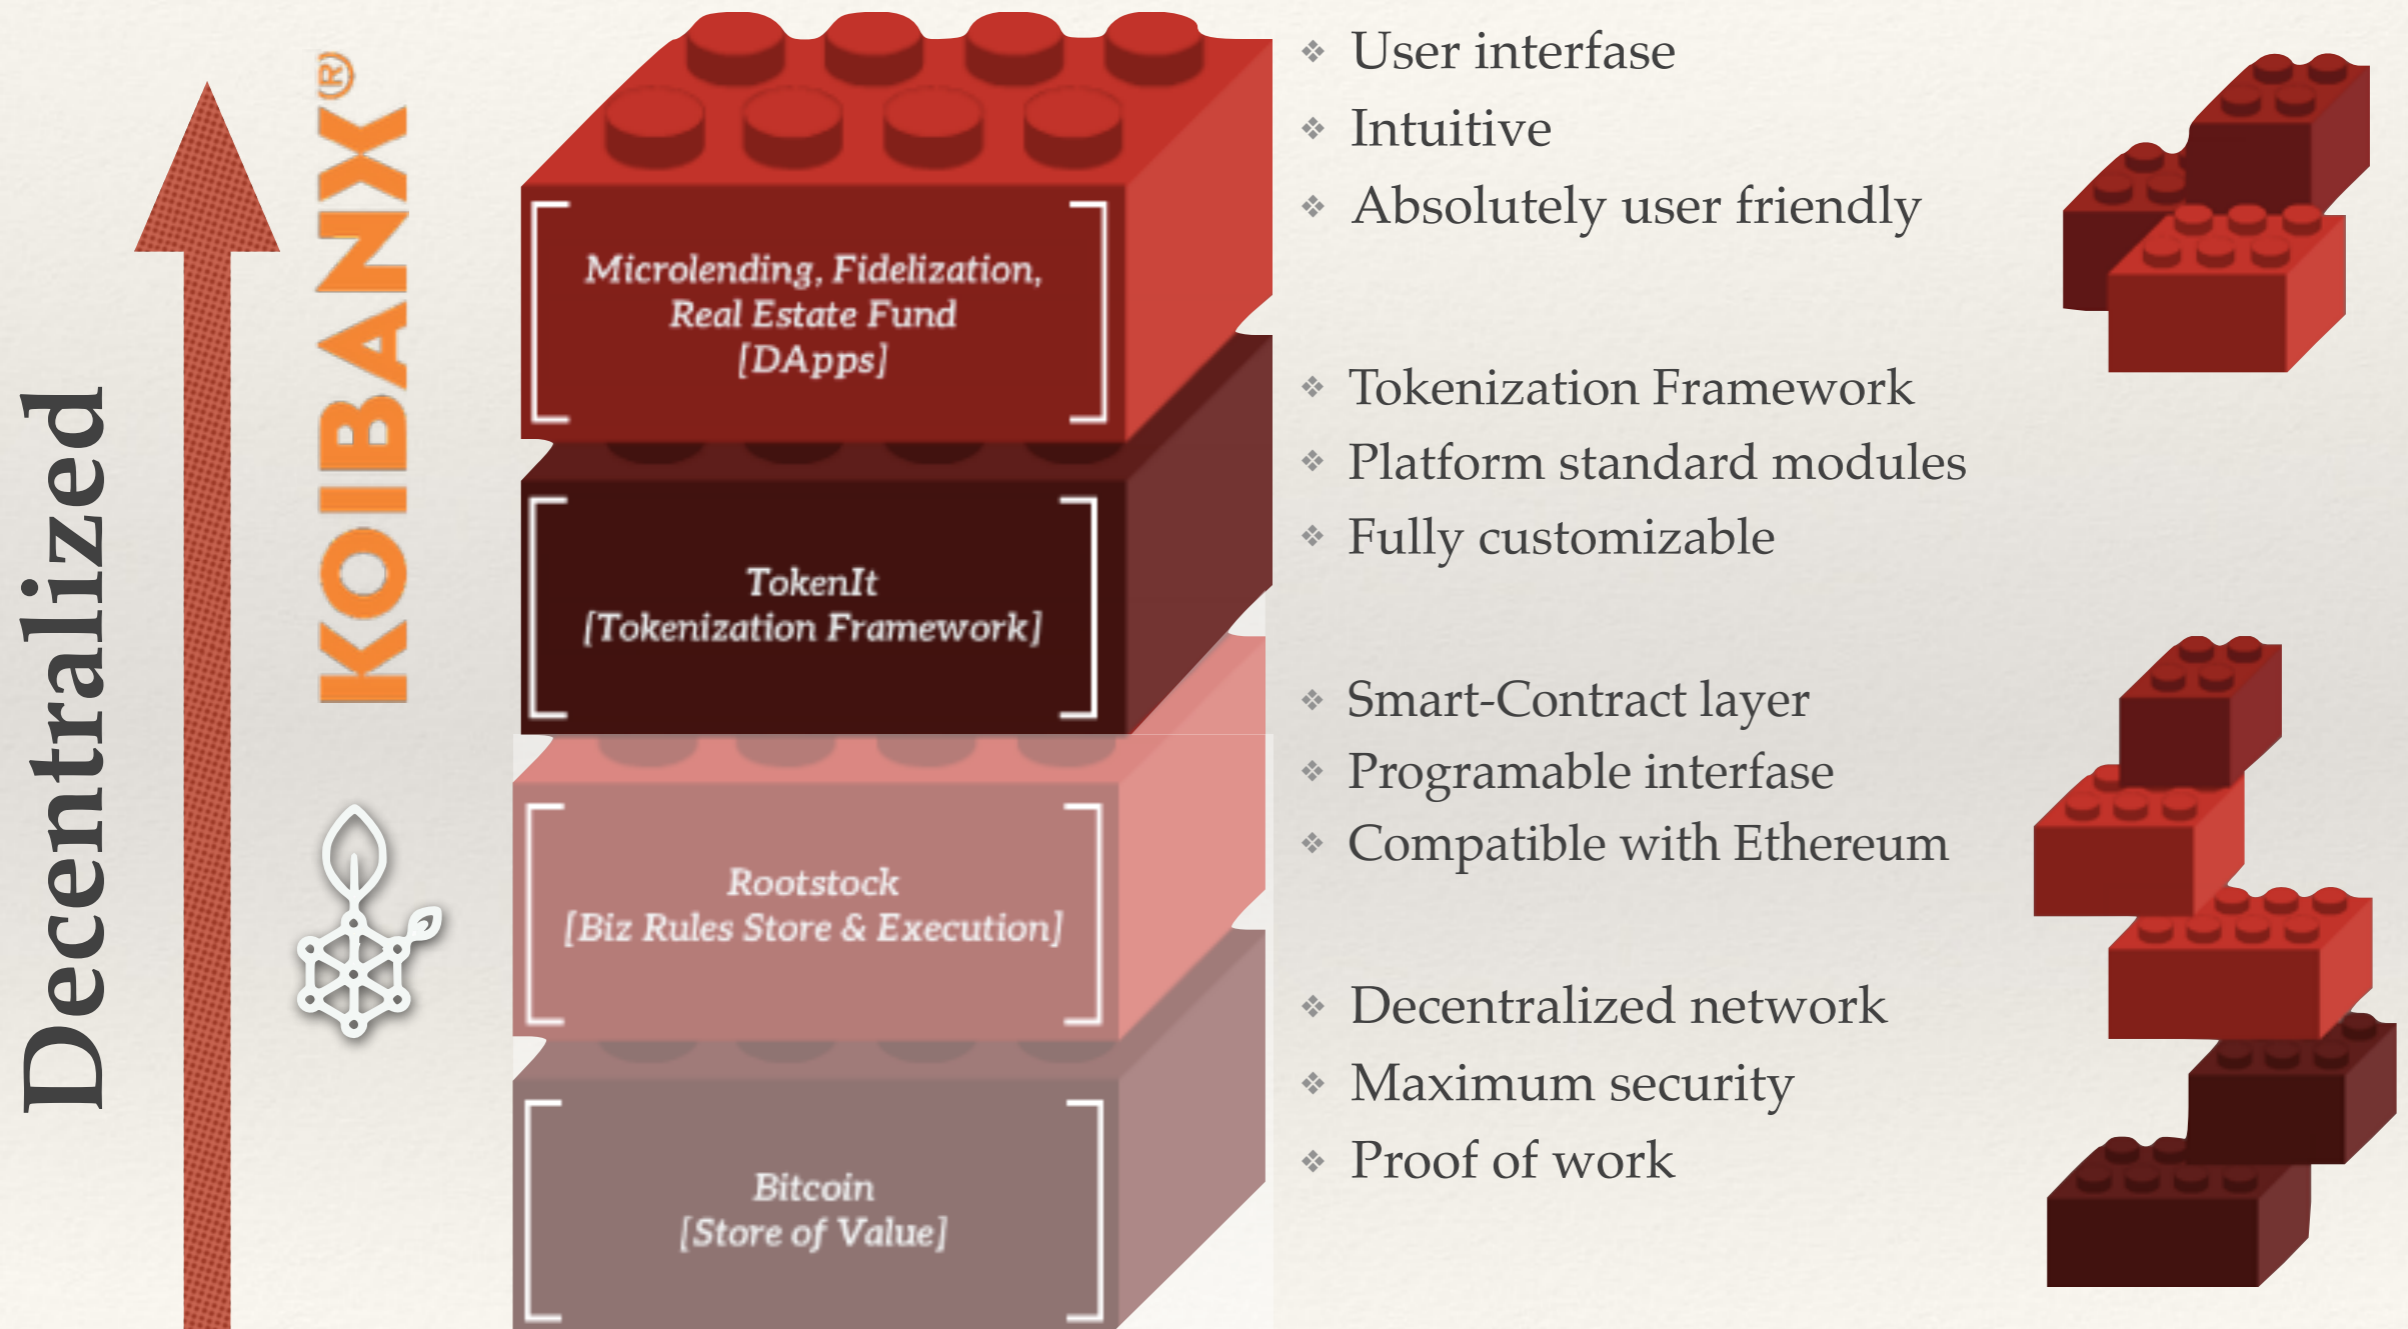 Decentralized
KOIBANX®
Microlending, Fidelization,
Real Estate Fund
[DApps]
❖ User interfase
❖ Intuitive
❖ Absolutely user friendly
TokenIt
[Tokenization Framework]
❖ Tokenization Framework
❖ Platform standard modules
❖ Fully customizable
Rootstock
[Biz Rules Store & Execution]
❖ Smart-Contract layer
❖ Programable interfase
❖ Compatible with Ethereum
Bitcoin
[Store of Value]
❖ Decentralized network
❖ Maximum security
❖ Proof of work